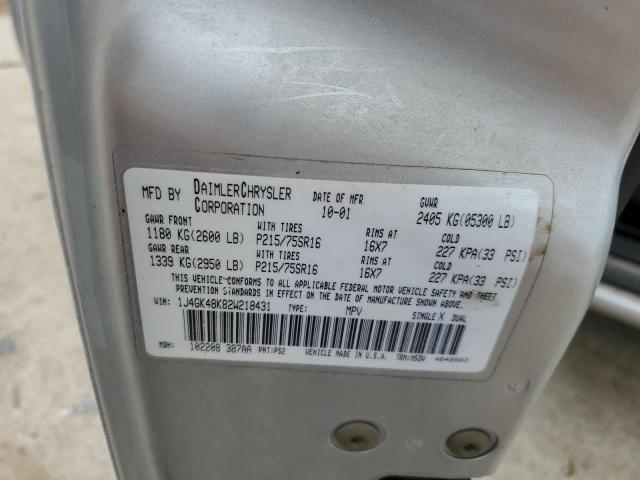 MFD BY DAIMLERCHRYSLER CORPORATION DATE OF MFR 10-01 GVWR 2405 KG(05300 LB)
GAWR FRONT WITH TIRES RIMS AT COLD
1180 KG(2600 LB) P215/75SR16 16X7 227 KPA(33 PSI)
GAWR REAR WITH TIRES RIMS AT COLD
1339 KG(2950 LB) P215/75SR16 16X7 227 KPA(33 PSI)
THIS VEHICLE CONFORMS TO ALL APPLICABLE FEDERAL MOTOR VEHICLE SAFETY AND THEFT
PREVENTION STANDARDS IN EFFECT ON THE DATE OF MANUFACTURE SHOWN ABOVE.
VIN: 1J4GK48K82W218431 TYPE: MPV SINGLE X DUAL
MDH: 102208 387AA PNT:PS2 VEHICLE MADE IN U.S.A. TRM:M5DV